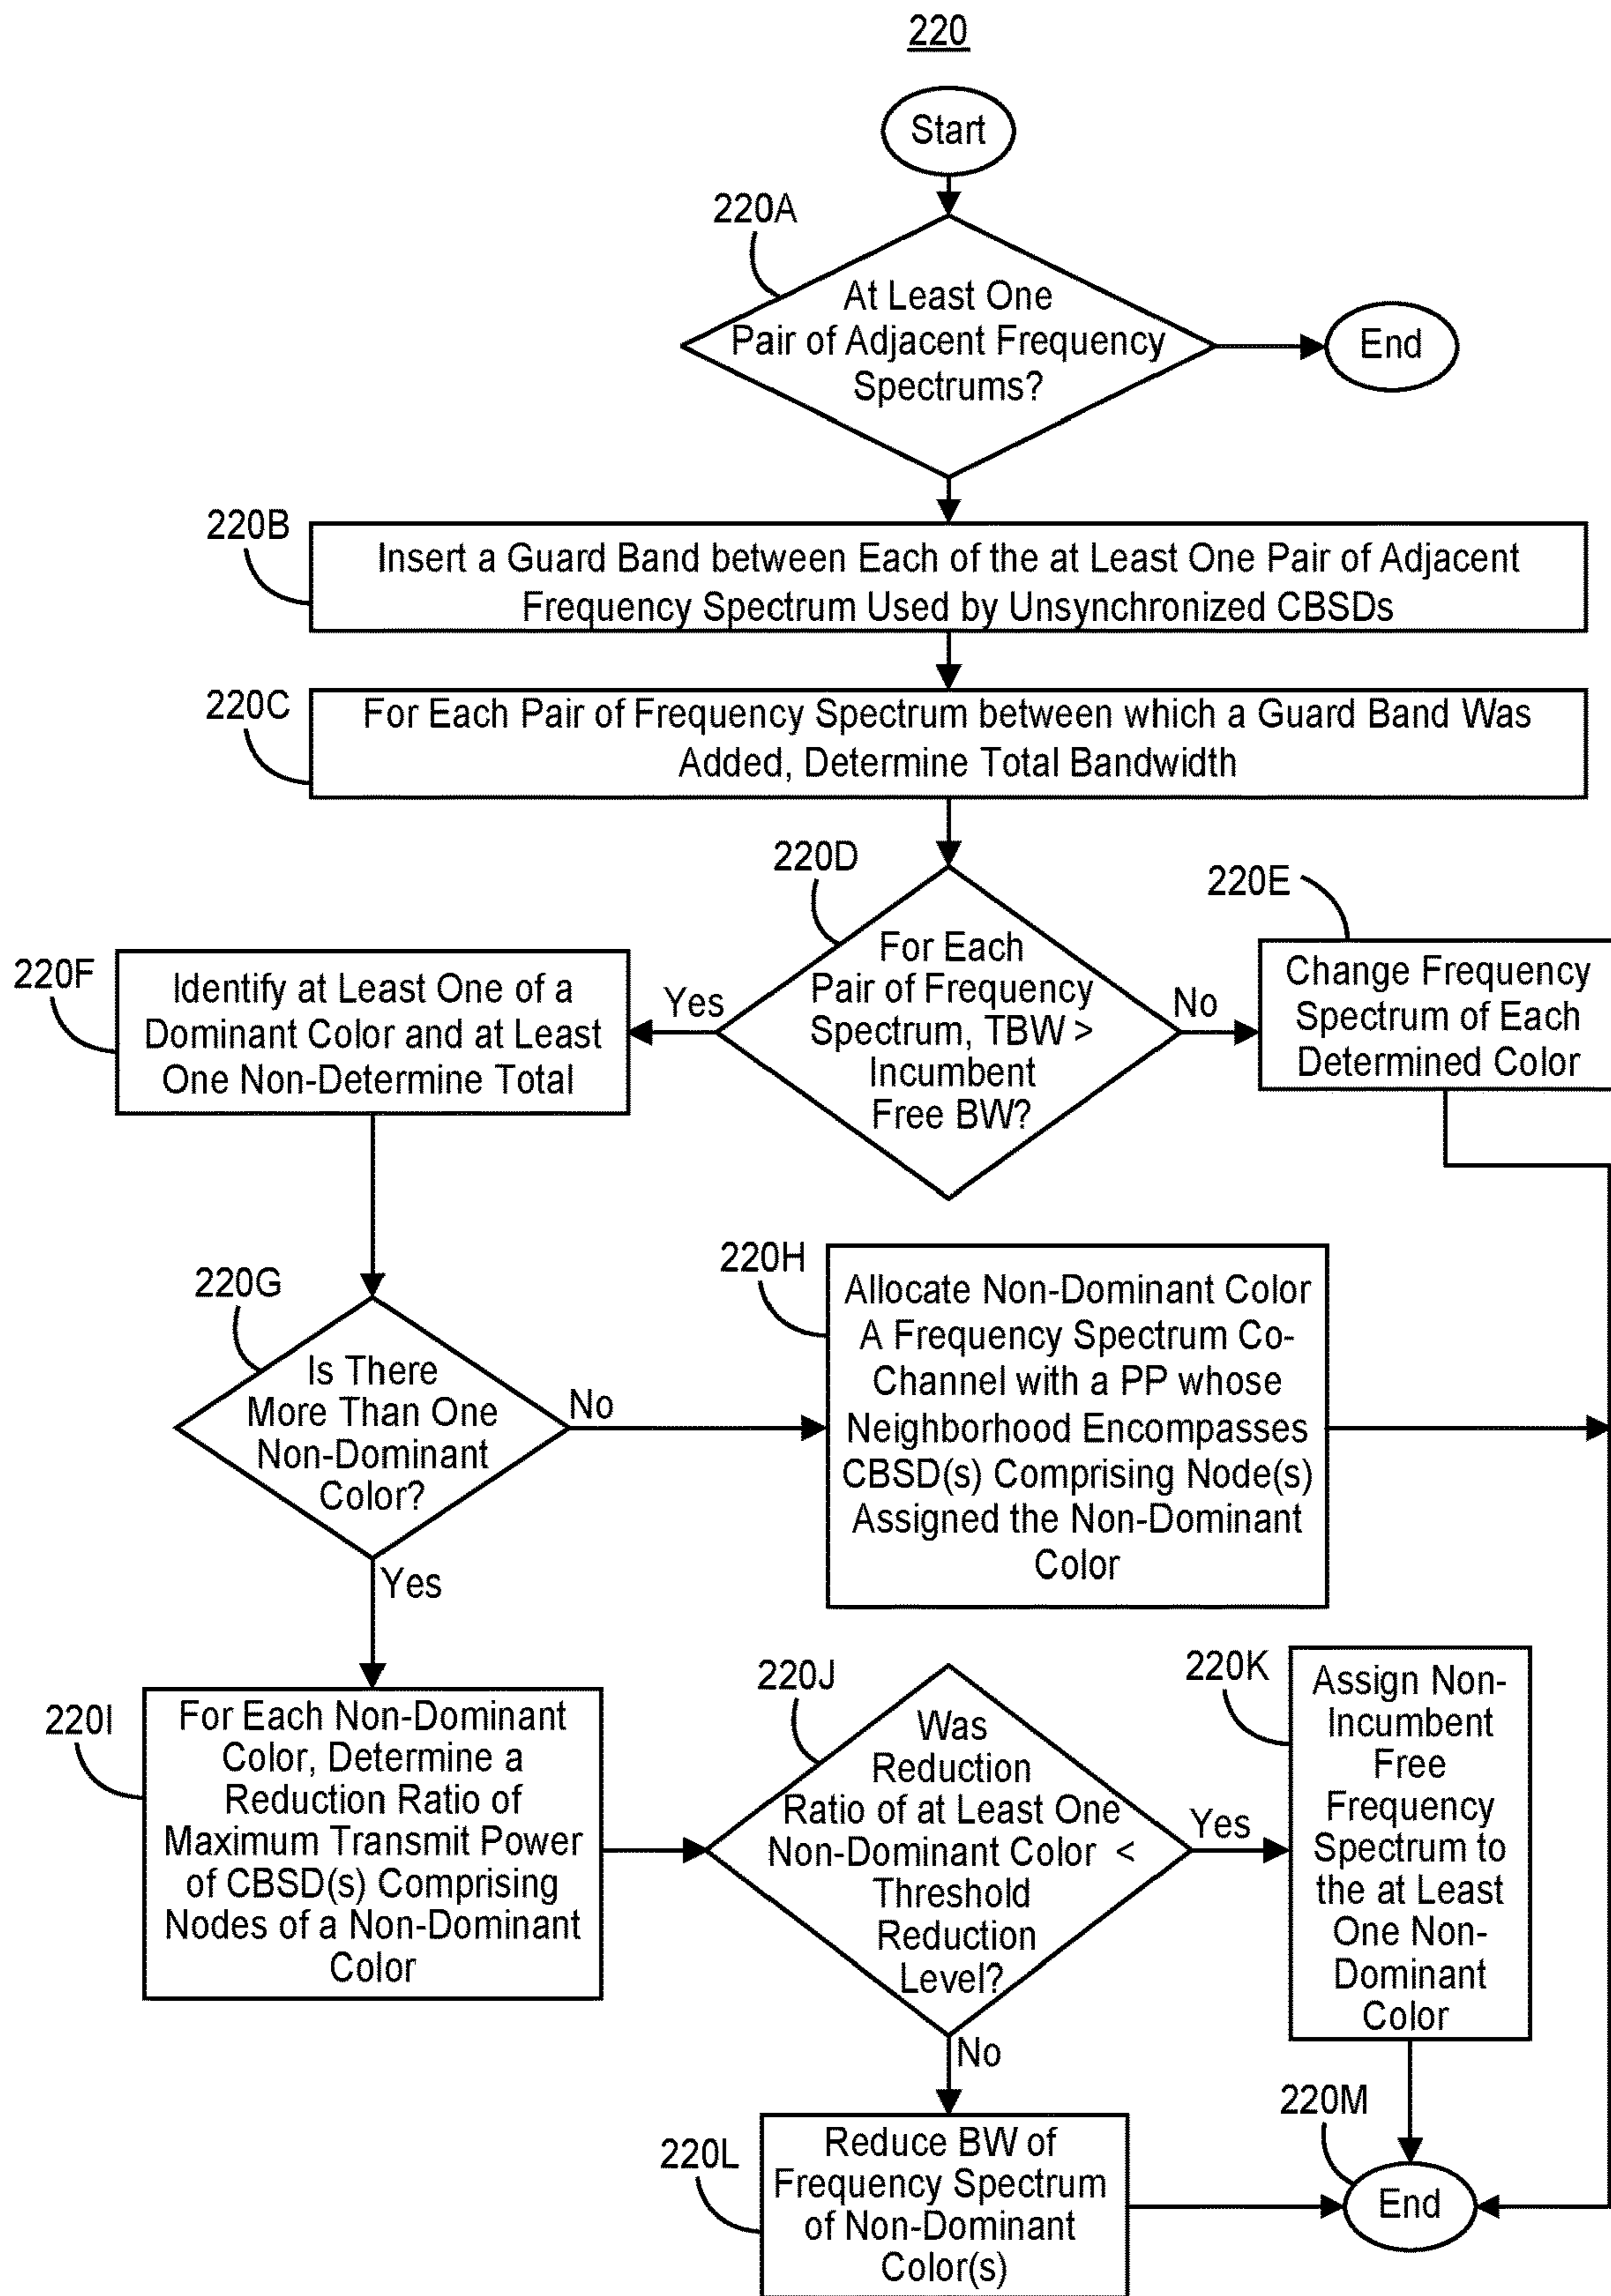 220
Start
220A
At Least One
Pair of Adjacent Frequency
Spectrums?
End
220B
Insert a Guard Band between Each of the at Least One Pair of Adjacent
Frequency Spectrum Used by Unsynchronized CBSDs
220C
For Each Pair of Frequency Spectrum between which a Guard Band Was
Added, Determine Total Bandwidth
220D
For Each
Pair of Frequency
Spectrum, TBW >
Incumbent
Free BW?
Yes
No
220E
Change Frequency
Spectrum of Each
Determined Color
220F
Identify at Least One of a
Dominant Color and at Least
One Non-Determine Total
220G
Is There
More Than One
Non-Dominant
Color?
No
Yes
220H
Allocate Non-Dominant Color
A Frequency Spectrum Co-
Channel with a PP whose
Neighborhood Encompasses
CBSD(s) Comprising Node(s)
Assigned the Non-Dominant
Color
220I
For Each Non-Dominant
Color, Determine a
Reduction Ratio of
Maximum Transmit Power
of CBSD(s) Comprising
Nodes of a Non-Dominant
Color
220J
Was
Reduction
Ratio of at Least One
Non-Dominant Color <
Threshold
Reduction
Level?
Yes
No
220K
Assign Non-
Incumbent
Free
Frequency
Spectrum to
the at Least
One Non-
Dominant
Color
220L
Reduce BW of
Frequency Spectrum
of Non-Dominant
Color(s)
220M
End